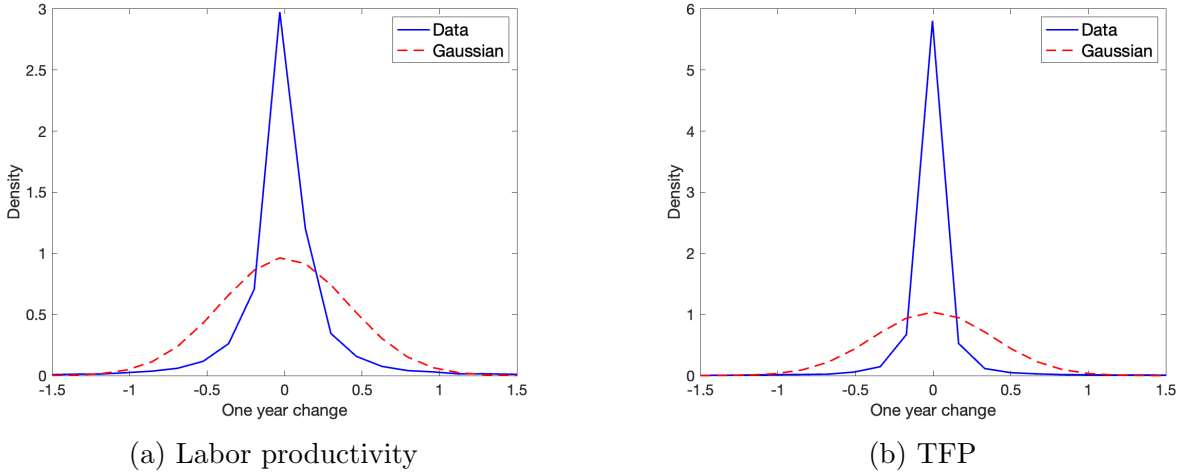 3
2.5
2
1.5
1
0.5
0
Density
-1.5 -1 -0.5 0 0.5 1 1.5
One year change
Data
Gaussian
(a) Labor productivity
6
5
4
3
2
1
0
Density
-1.5 -1 -0.5 0 0.5 1 1.5
One year change
Data
Gaussian
(b) TFP